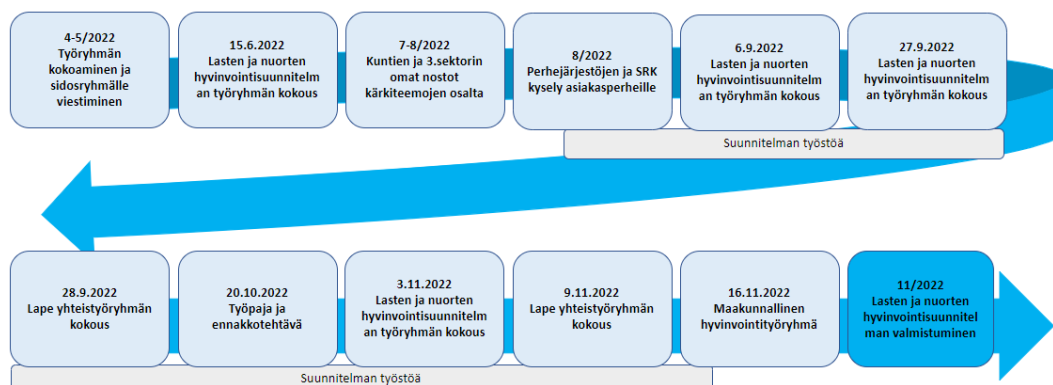 4-5/2022
Työryhmän
kokoaminen ja
sidosryhmälle
viestiminen
15.6.2022
Lasten ja nuorten
hyvinvointisuunnitelm
an työryhmän kokous
7-8/2022
Kuntien ja 3.sektorin
omat nostot
kärkiteemojen osalta
8/2022
Perhejärjestöjen ja SRK
kysely asiakasperheille
6.9.2022
Lasten ja nuorten
hyvinvointisuunnitelm
an työryhmän kokous
27.9.2022
Lasten ja nuorten
hyvinvointisuunnitelm
an työryhmän kokous
Suunnitelman työstöä
28.9.2022
Lape yhteistyöryhmän
kokous
20.10.2022
Työpaja ja
ennakkotehtävä
3.11.2022
Lasten ja nuorten
hyvinvointisuunnitelm
an työryhmän kokous
9.11.2022
Lape yhteistyöryhmän
kokous
16.11.2022
Maakunnallinen
hyvinvointityöryhmä
11/2022
Lasten ja nuorten
hyvinvointisuunnitel
man valmistuminen
Suunnitelman työstöä